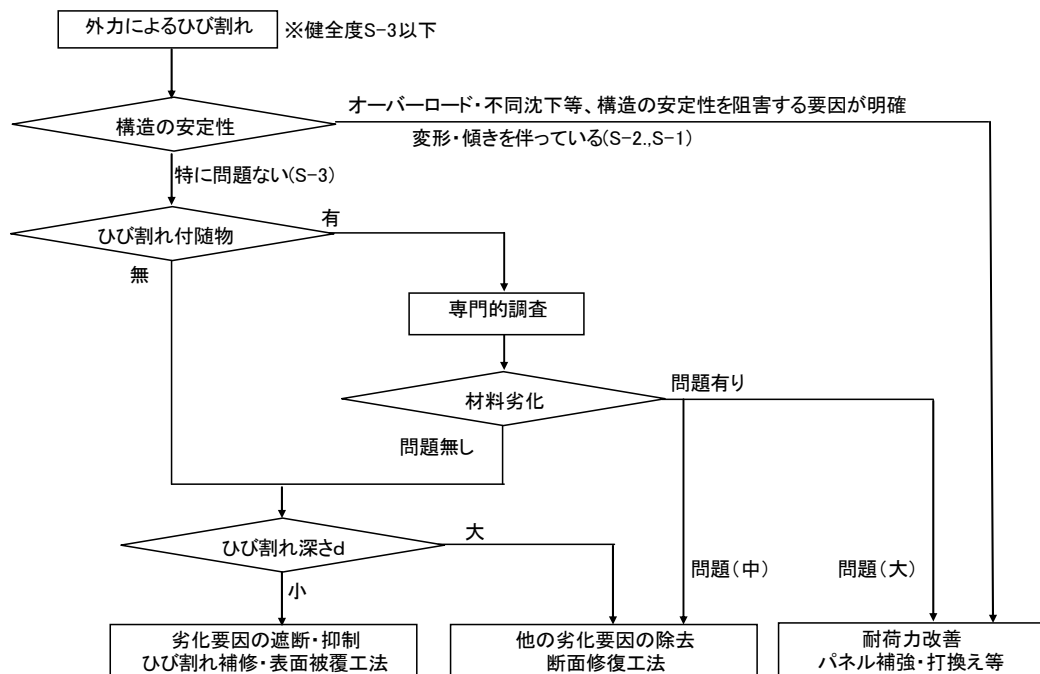 外力によるひび割れ
※健全度S-3以下
オーバーロード・不同沈下等、構造の安定性を阻害する要因が明確
構造の安定性
変形・傾きを伴っている(S-2.,S-1)
特に問題ない(S-3)
有
ひび割れ付随物
無
専門的調査
問題有り
材料劣化
問題無し
大
ひび割れ深さd
問題(中)
問題(大)
小
劣化要因の遮断・抑制
ひび割れ補修・表面被覆工法
他の劣化要因の除去
断面修復工法
耐荷力改善
パネル補強・打換え等